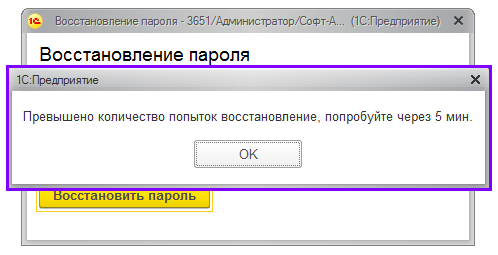 Восстановление пароля - 3651/Администратор/Софт-А... (1С:Предприятие)
Восстановление пароля
1С:Предприятие
Превышено количество попыток восстановление, попробуйте через 5 мин.
OK
Восстановить пароль